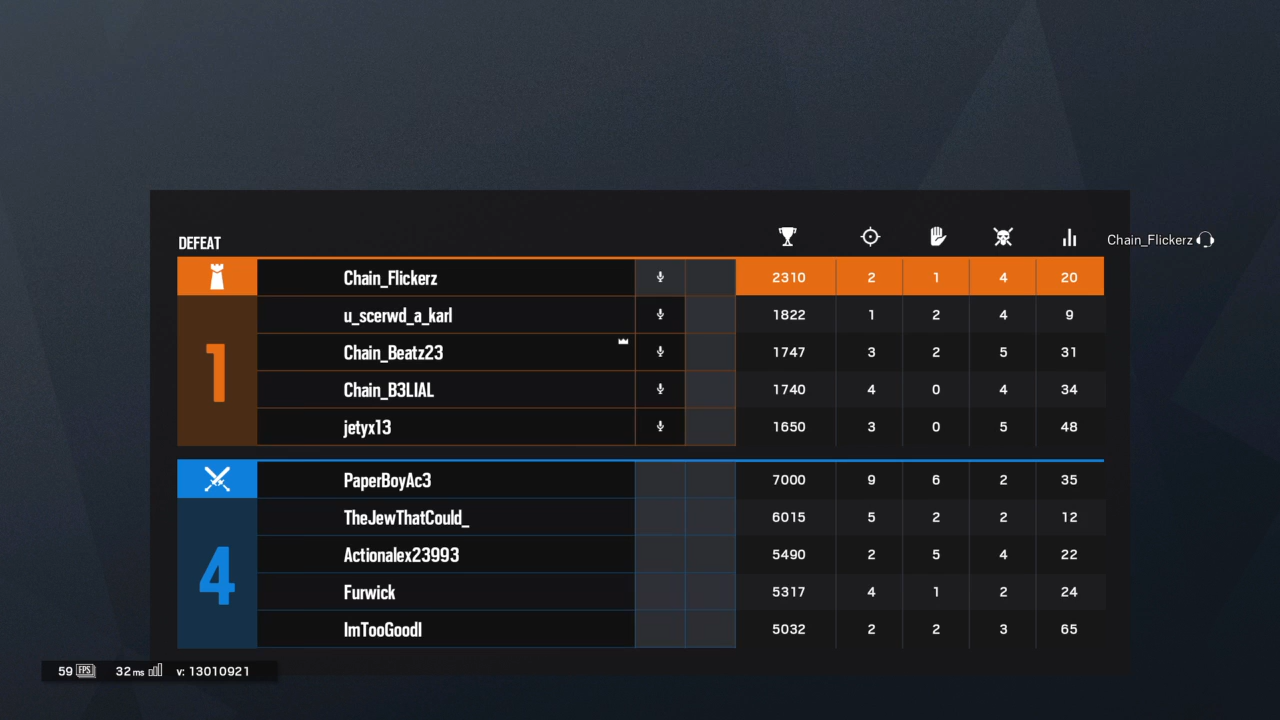 DEFEAT
Chain_Flickerz
Chain_Flickerz 2310 2 1 4 20
1
u_scerwd_a_karl 1822 1 2 4 9
Chain_Beatz23 1747 3 2 5 31
Chain_B3LIAL 1740 4 0 4 34
jetyx13 1650 3 0 5 48
PaperBoyAc3 7000 9 6 2 35
4
TheJewThatCould_ 6015 5 2 2 12
Actionalex23993 5490 2 5 4 22
Furwick 5317 4 1 2 24
ImTooGoodI 5032 2 2 3 65
59 FPS 32 ms v: 13010921